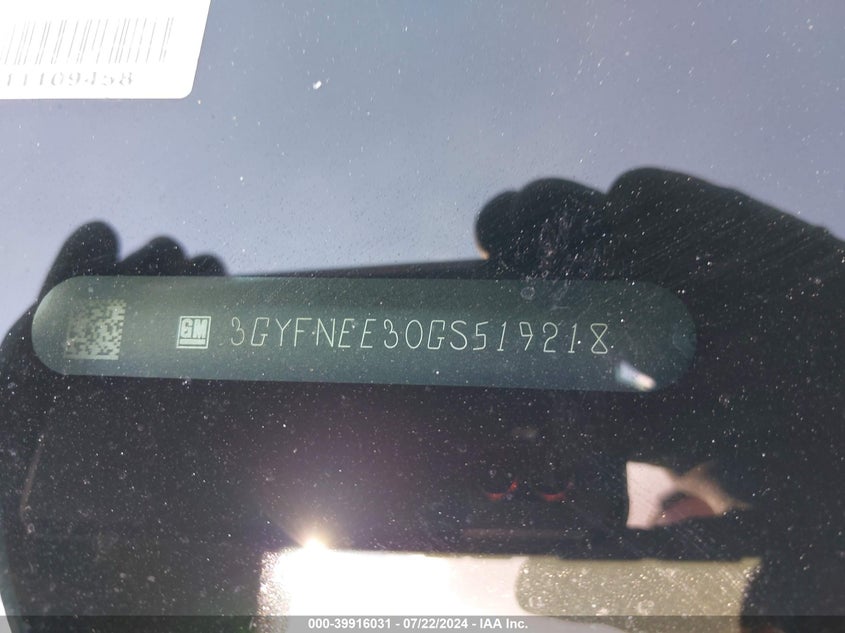 11109458
GM 3GYFNEE30GS519218
000-39916031 - 07/22/2024 - IAA Inc.